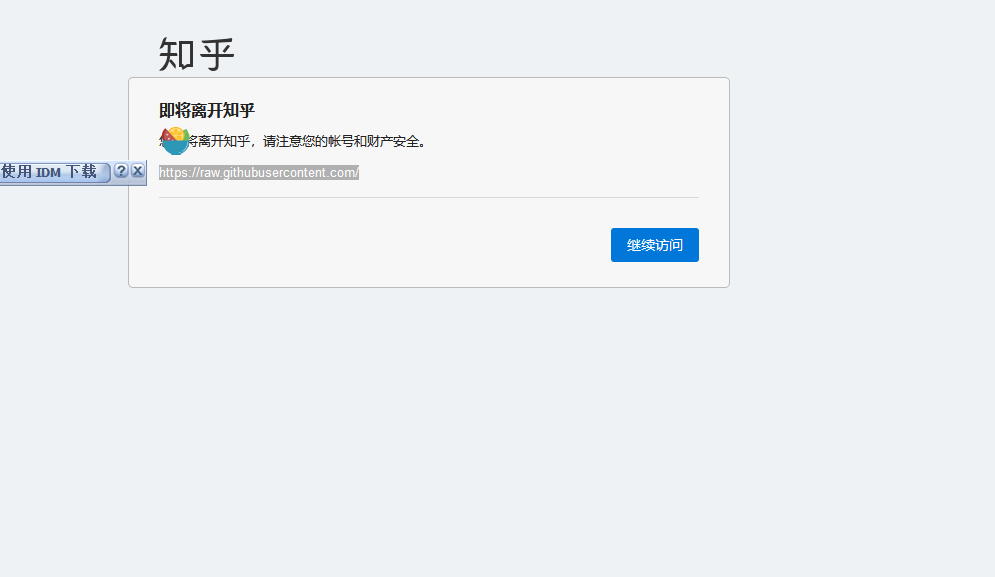 知乎
即将离开知乎
将离开知乎，请注意您的帐号和财产安全。
使用 IDM 下载 ? X
https://raw.githubusercontent.com/
继续访问